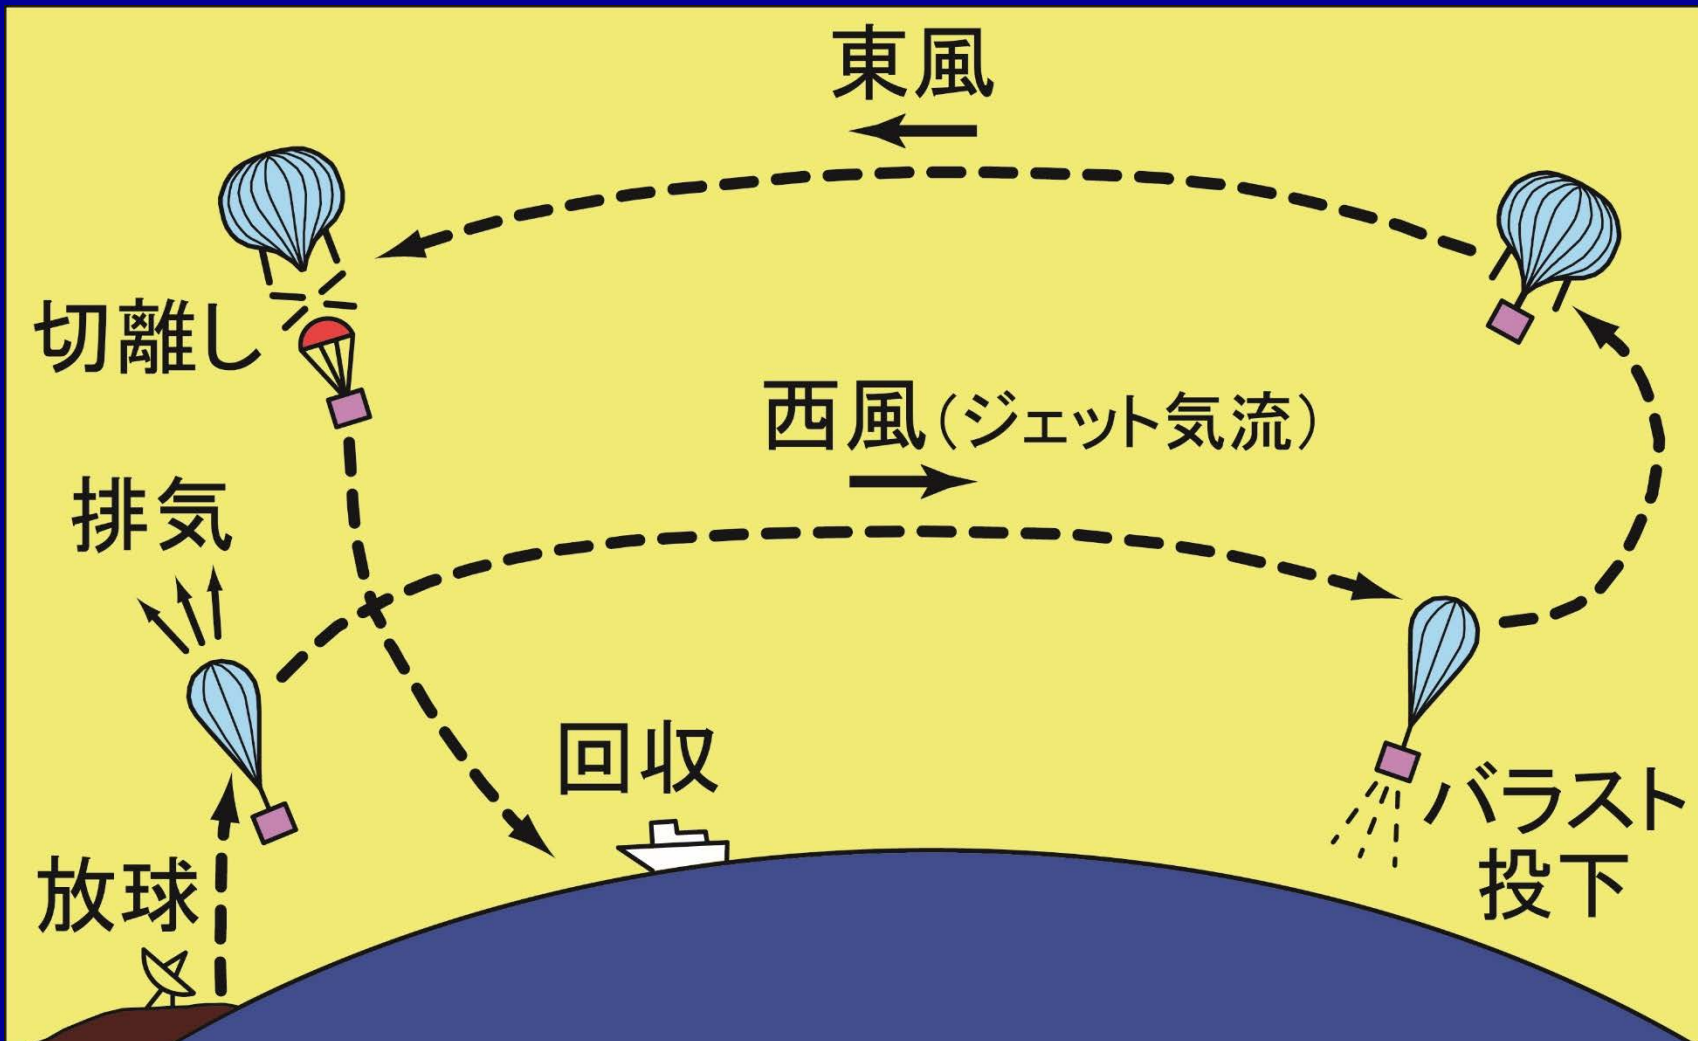 東風
切離し
西風(ジェット気流)
排気
回収
バラスト
投下
放球